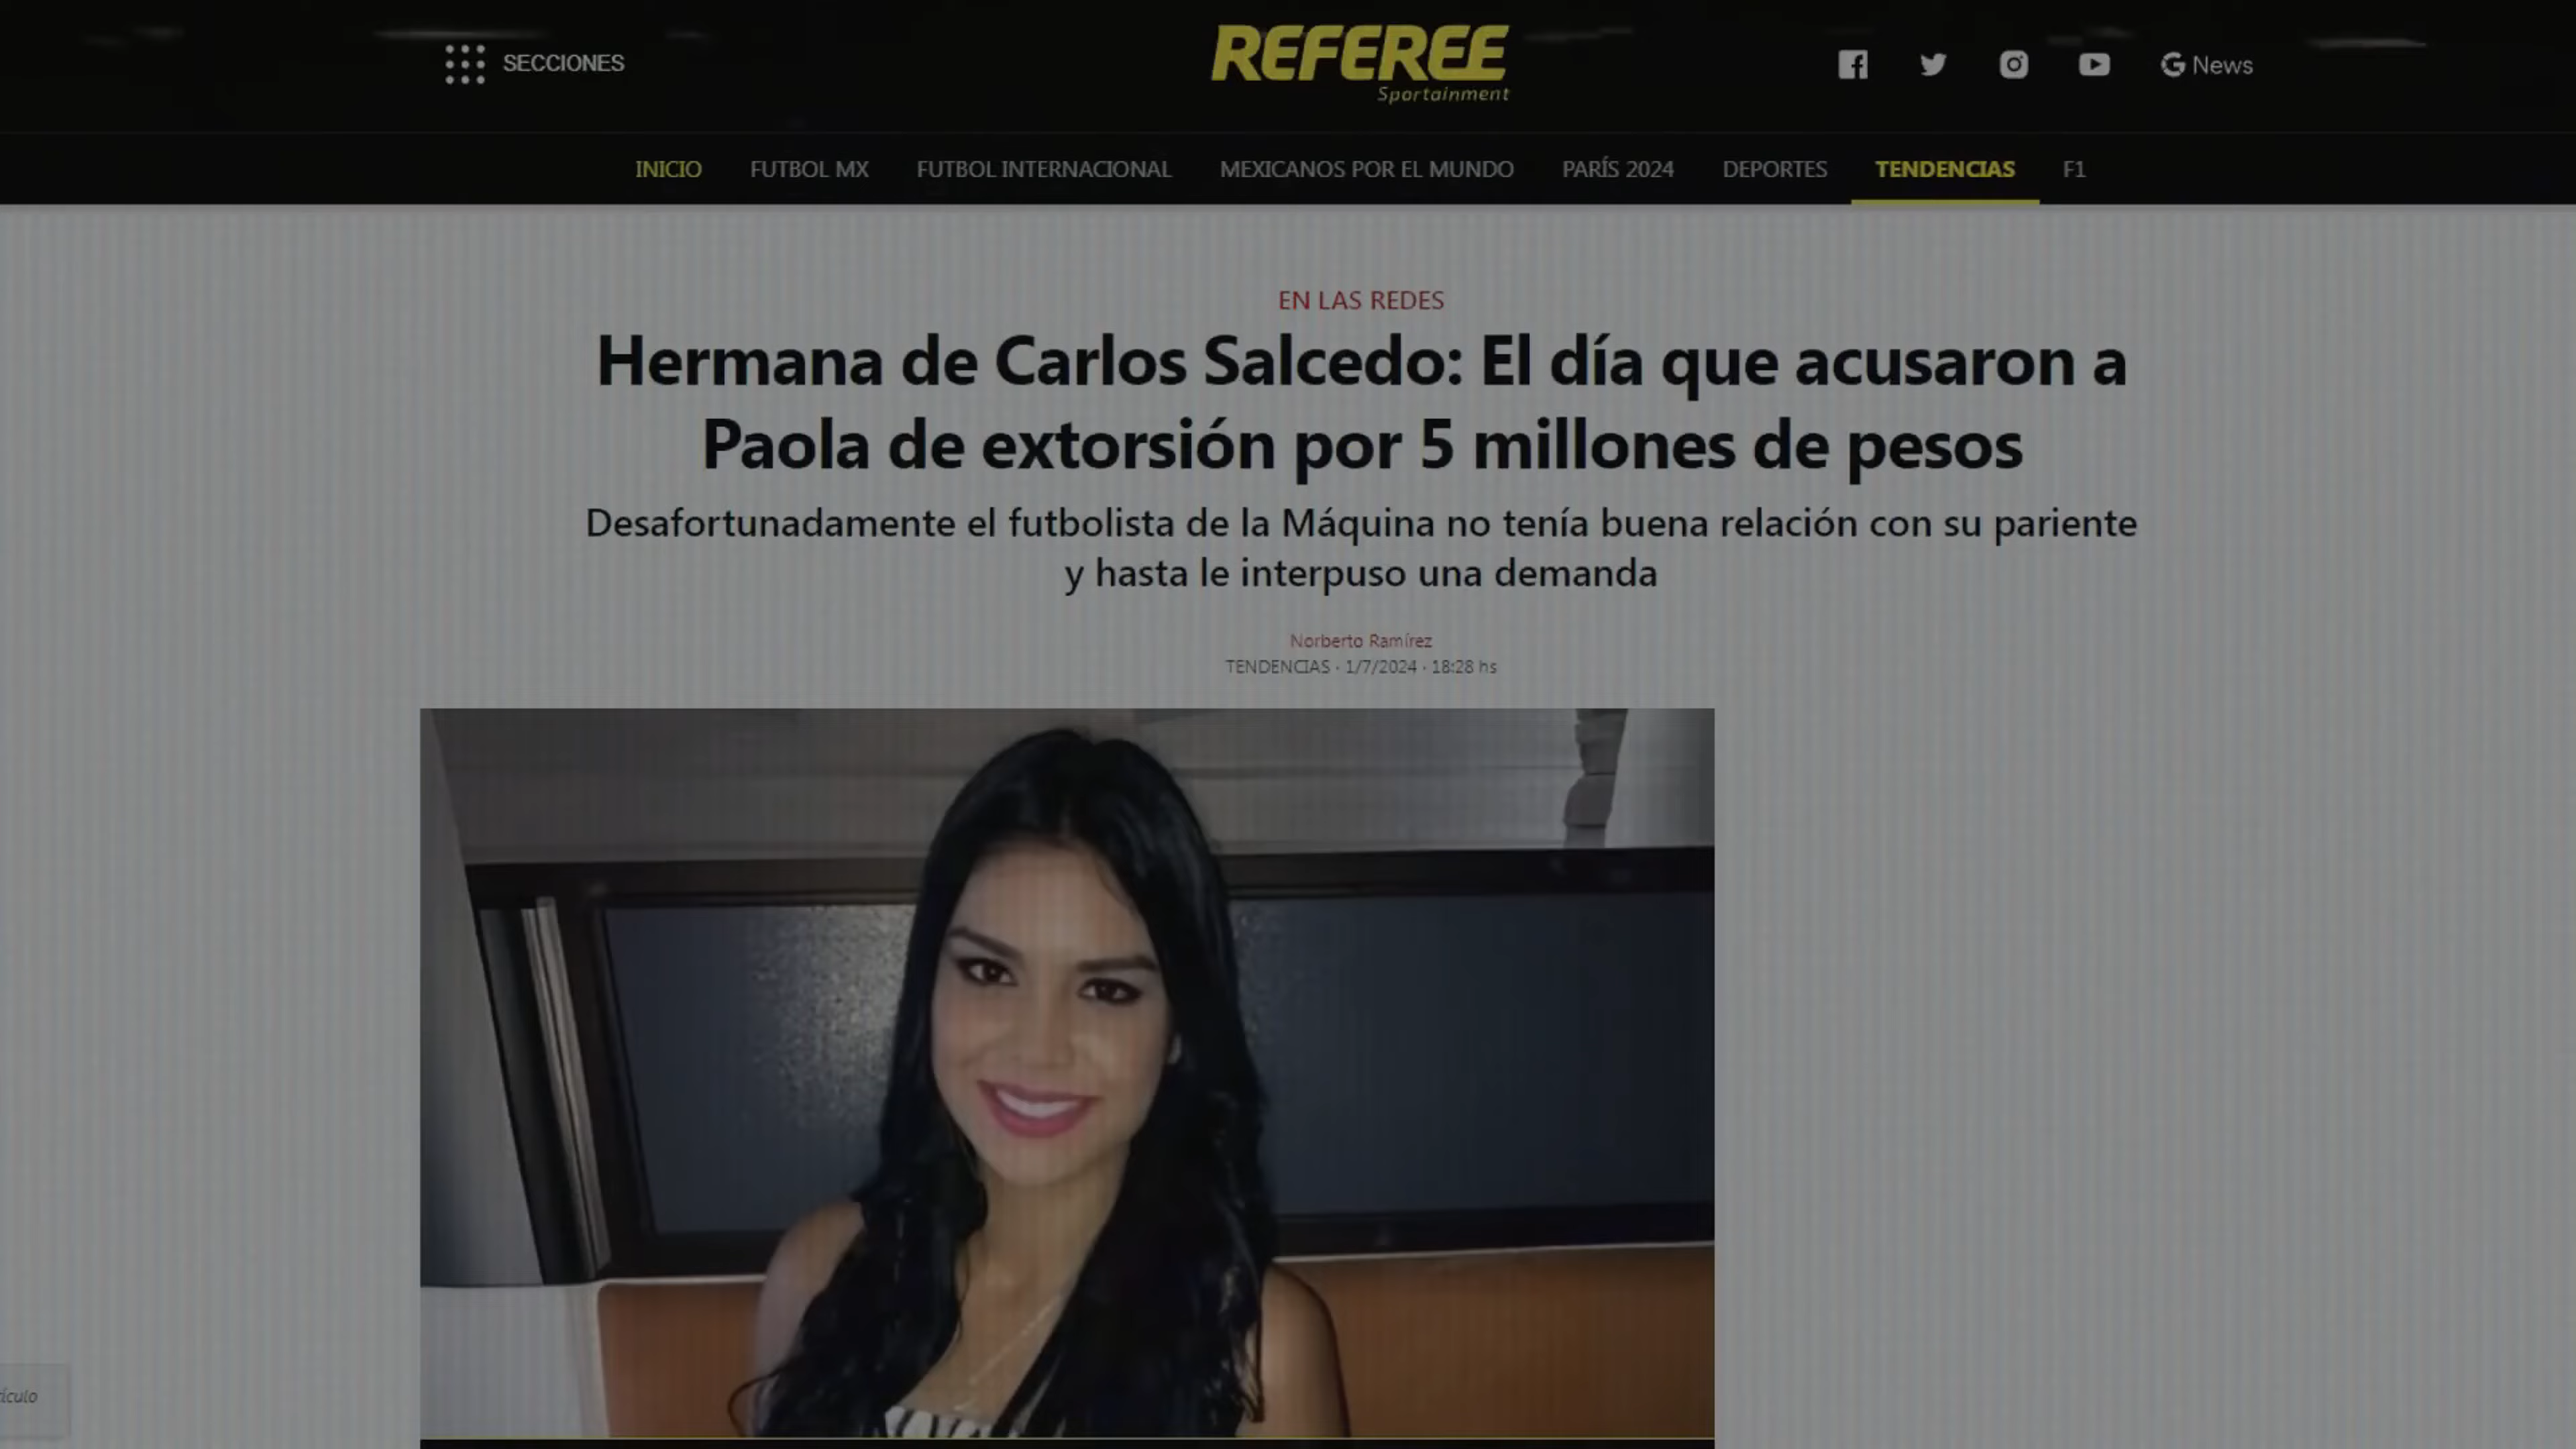 SECCIONES
REFEREE
Sportainment
News
INICIO FUTBOL MX FUTBOL INTERNACIONAL MEXICANOS POR EL MUNDO PARÍS 2024 DEPORTES TENDENCIAS F1
EN LAS REDES
Hermana de Carlos Salcedo: El día que acusaron a
Paola de extorsión por 5 millones de pesos
Desafortunadamente el futbolista de la Máquina no tenía buena relación con su pariente
y hasta le interpuso una demanda
Norberto Ramírez
TENDENCIAS · 1/7/2024 · 18:28 hs